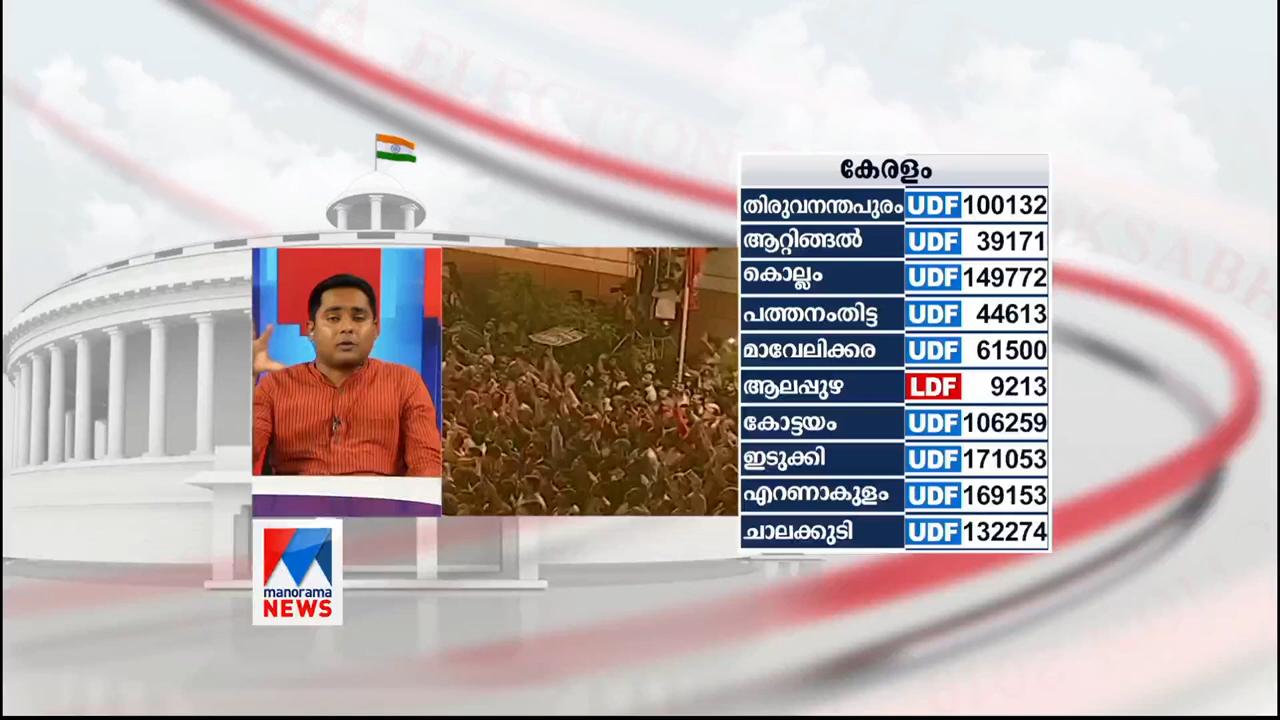 കേരളം
തിരുവനന്തപുരം UDF 100132
ആറ്റിങ്ങൽ UDF 39171
കൊല്ലം UDF 149772
പത്തനംതിട്ട UDF 44613
മാവേലിക്കര UDF 61500
ആലപ്പുഴ LDF 9213
കോട്ടയം UDF 106259
ഇടുക്കി UDF 171053
എറണാകുളം UDF 169153
ചാലക്കുടി UDF 132274
manorama
NEWS
ELECTION